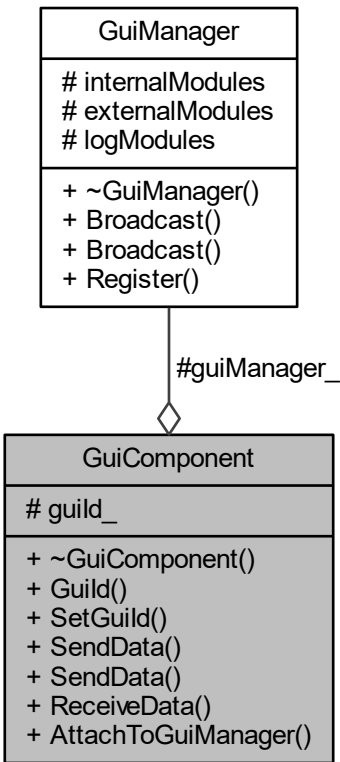 GuiManager
# internalModules
# externalModules
# logModules
+ ~GuiManager()
+ Broadcast()
+ Broadcast()
+ Register()
#guiManager_
GuiComponent
# guiId_
+ ~GuiComponent()
+ GuiId()
+ SetGuiId()
+ SendData()
+ SendData()
+ ReceiveData()
+ AttachToGuiManager()